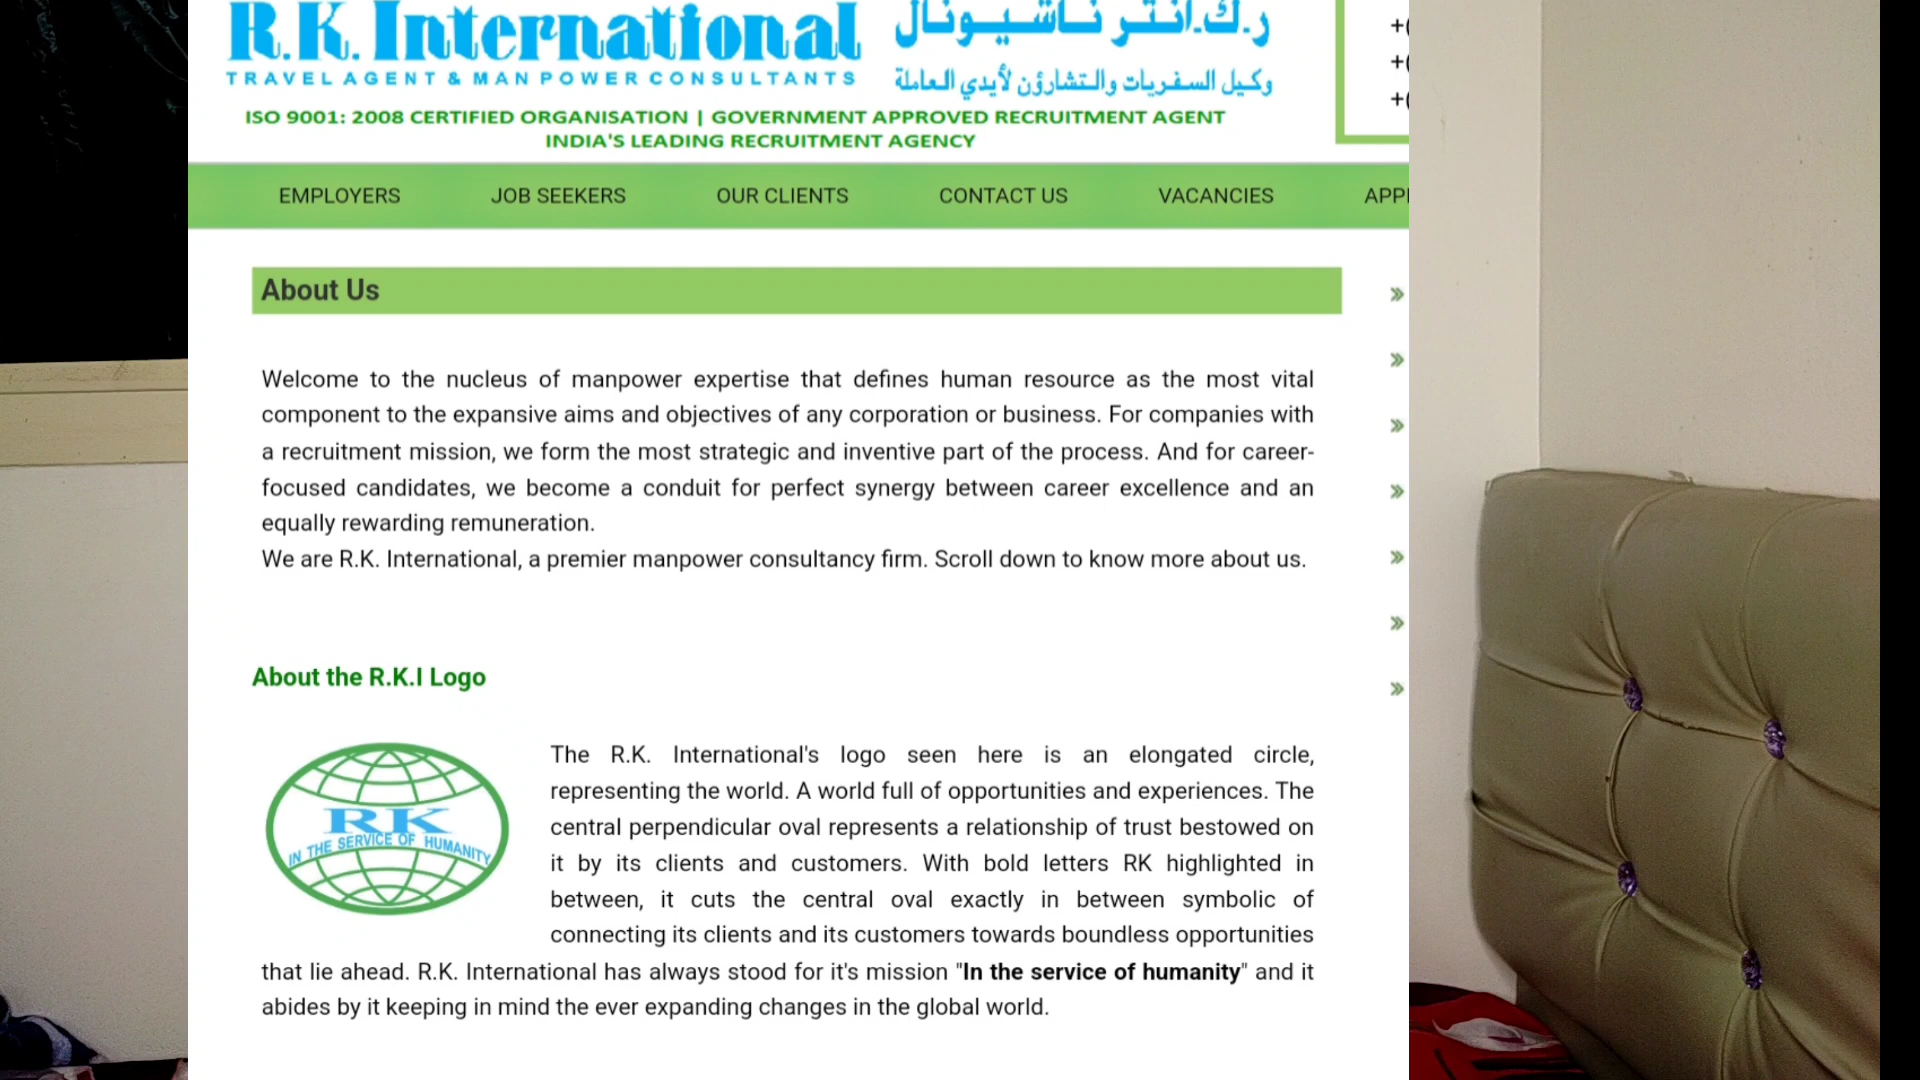 R.K. International
ر.ك.انتر ناشيونال
TRAVEL AGENT & MAN POWER CONSULTANTS
وكيل السفريات والتشاؤرن لأيدي العاملة
ISO 9001: 2008 CERTIFIED ORGANISATION | GOVERNMENT APPROVED RECRUITMENT AGENT
INDIA'S LEADING RECRUITMENT AGENCY
EMPLOYERS JOB SEEKERS OUR CLIENTS CONTACT US VACANCIES APP
About Us
Welcome to the nucleus of manpower expertise that defines human resource as the most vital
component to the expansive aims and objectives of any corporation or business. For companies with
a recruitment mission, we form the most strategic and inventive part of the process. And for career-
focused candidates, we become a conduit for perfect synergy between career excellence and an
equally rewarding remuneration.
We are R.K. International, a premier manpower consultancy firm. Scroll down to know more about us.
About the R.K.I Logo
RK
IN THE SERVICE OF HUMANITY
The R.K. International's logo seen here is an elongated circle,
representing the world. A world full of opportunities and experiences. The
central perpendicular oval represents a relationship of trust bestowed on
it by its clients and customers. With bold letters RK highlighted in
between, it cuts the central oval exactly in between symbolic of
connecting its clients and its customers towards boundless opportunities
that lie ahead. R.K. International has always stood for it's mission "In the service of humanity" and it
abides by it keeping in mind the ever expanding changes in the global world.